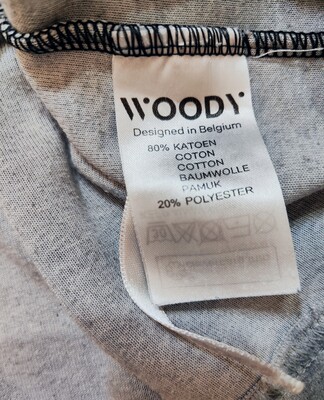 WOODY
Designed in Belgium
80% KATOEN
COTON
COTTON
BAUMWOLLE
PAMUK
20% POLYESTER